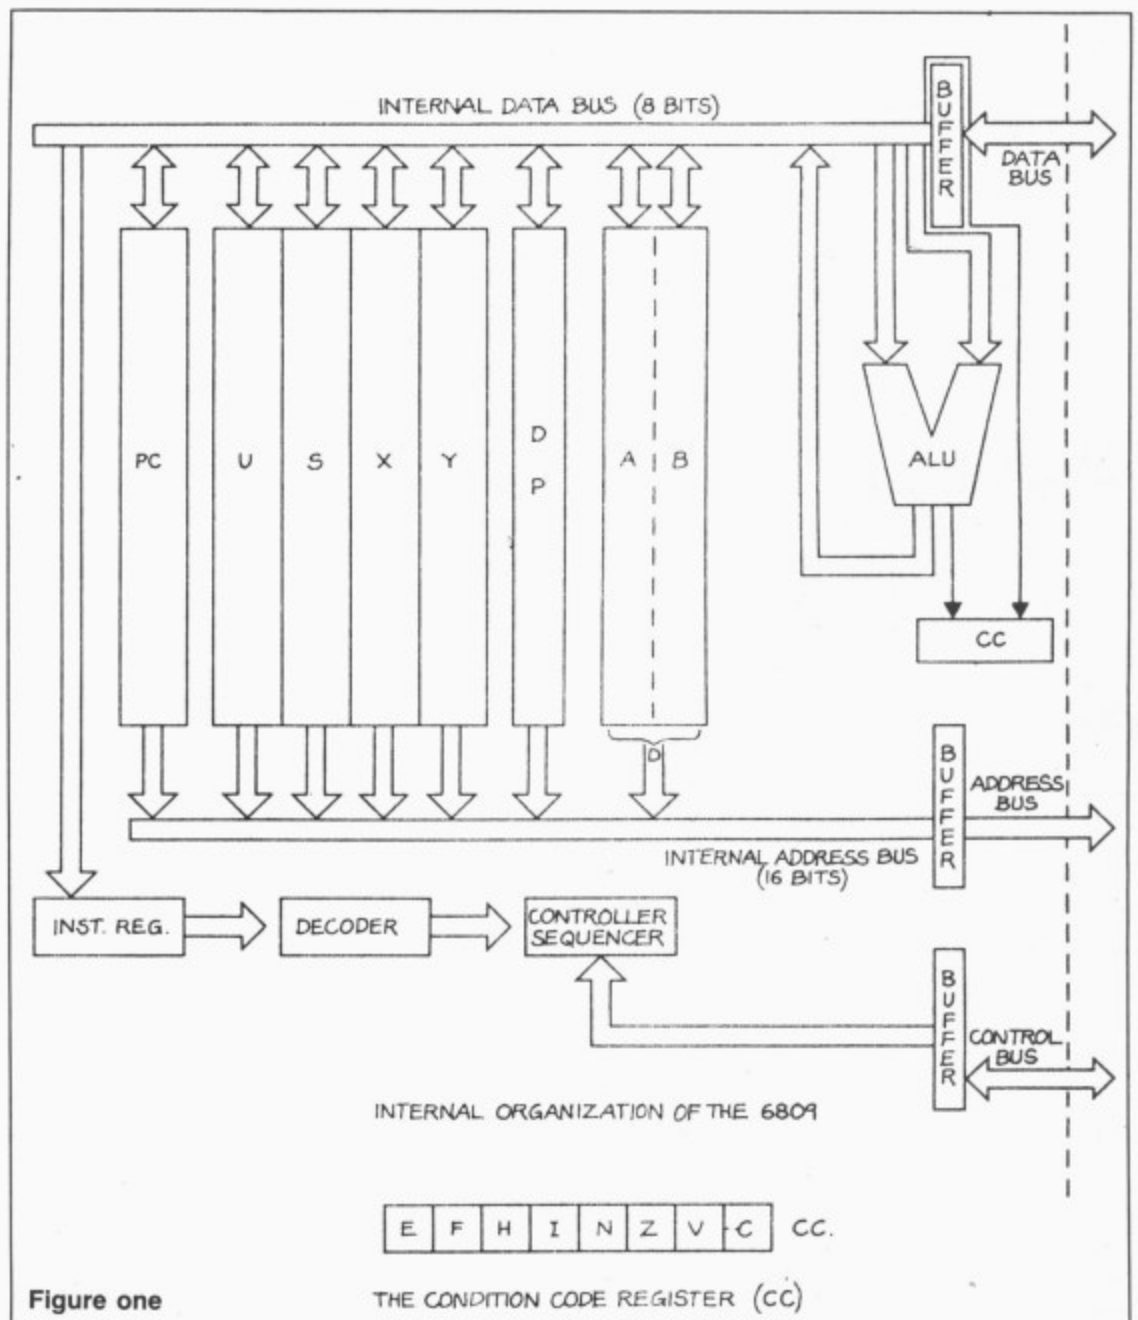 INTERNAL DATA BUS (8 BITS)
BUFFER
DATA
BUS
PC
U
S
X
Y
D
P
A
B
ALU
CC
D
BUFFER
ADDRESS
BUS
INTERNAL ADDRESS BUS
(16 BITS)
INST. REG.
DECODER
CONTROLLER
SEQUENCER
BUFFER
CONTROL
BUS
INTERNAL ORGANIZATION OF THE 6809
E F H I N Z V C CC.
Figure one
THE CONDITION CODE REGISTER (CC)